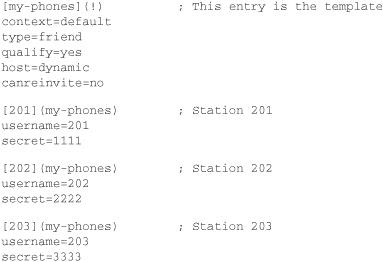 [my-phones](!)          ; This entry is the template
context=default
type=friend
qualify=yes
host=dynamic
canreinvite=no

[201](my-phones)        ; Station 201
username=201
secret=1111

[202](my-phones)        ; Station 202
username=202
secret=2222

[203](my-phones)        ; Station 203
username=203
secret=3333